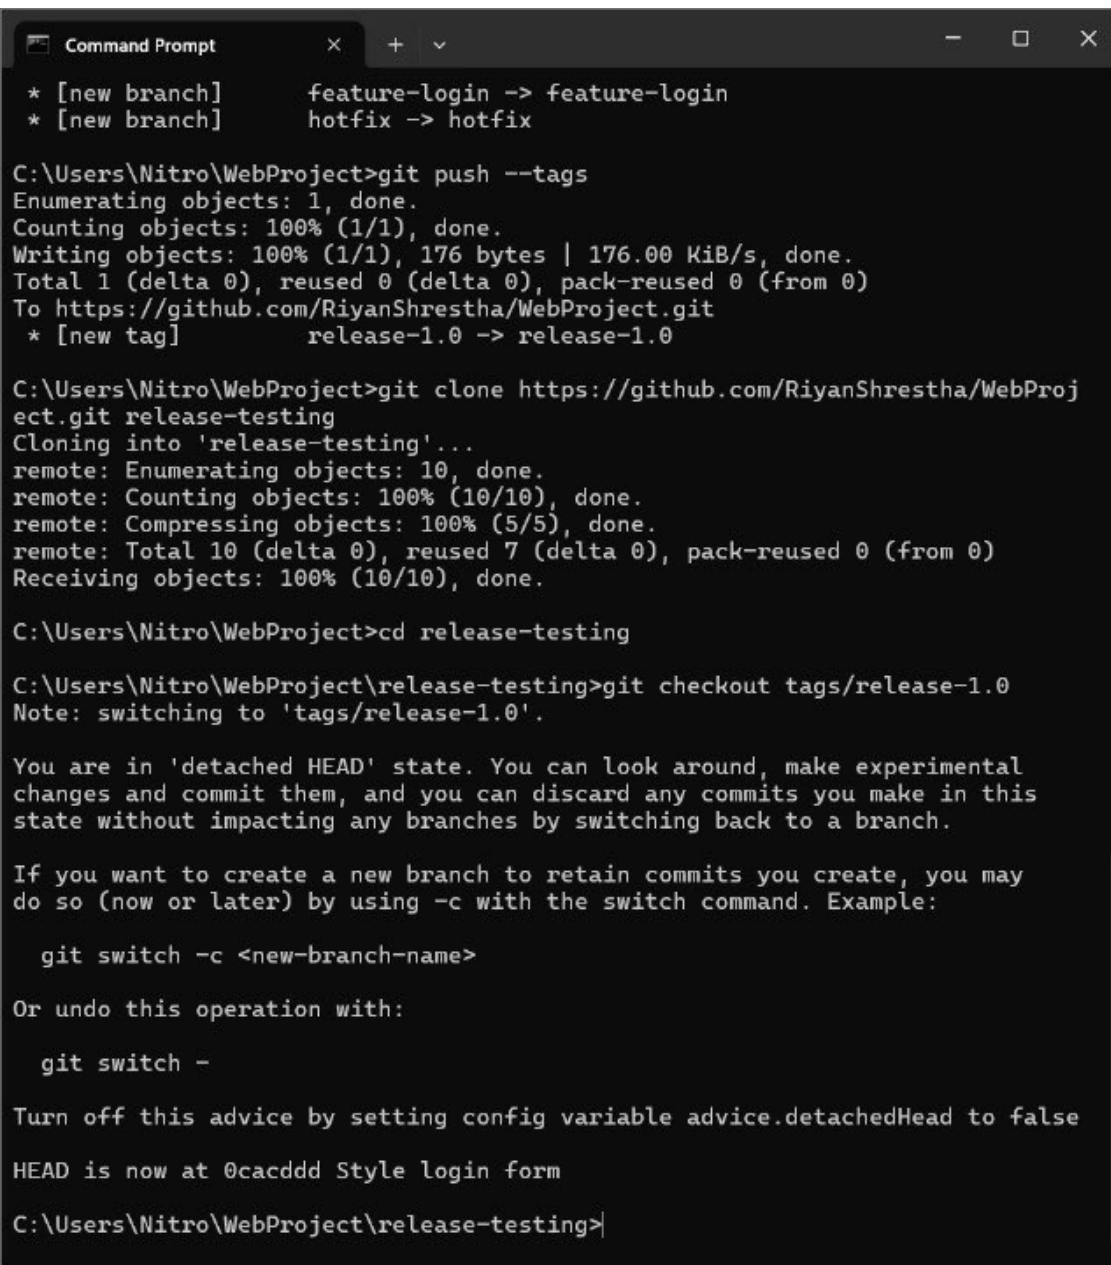 Command Prompt
* [new branch]       feature-login -> feature-login
* [new branch]       hotfix -> hotfix
C:\Users\Nitro\WebProject>git push --tags
Enumerating objects: 1, done.
Counting objects: 100% (1/1), done.
Writing objects: 100% (1/1), 176 bytes | 176.00 KiB/s, done.
Total 1 (delta 0), reused 0 (delta 0), pack-reused 0 (from 0)
To https://github.com/RiyanShrestha/WebProject.git
* [new tag]          release-1.0 -> release-1.0
C:\Users\Nitro\WebProject>git clone https://github.com/RiyanShrestha/WebProj
ect.git release-testing
Cloning into 'release-testing'...
remote: Enumerating objects: 10, done.
remote: Counting objects: 100% (10/10), done.
remote: Compressing objects: 100% (5/5), done.
remote: Total 10 (delta 0), reused 7 (delta 0), pack-reused 0 (from 0)
Receiving objects: 100% (10/10), done.
C:\Users\Nitro\WebProject>cd release-testing
C:\Users\Nitro\WebProject\release-testing>git checkout tags/release-1.0
Note: switching to 'tags/release-1.0'.
You are in 'detached HEAD' state. You can look around, make experimental
changes and commit them, and you can discard any commits you make in this
state without impacting any branches by switching back to a branch.
If you want to create a new branch to retain commits you create, you may
do so (now or later) by using -c with the switch command. Example:
git switch -c <new-branch-name>
Or undo this operation with:
git switch -
Turn off this advice by setting config variable advice.detachedHead to false
HEAD is now at 0cacddd Style login form
C:\Users\Nitro\WebProject\release-testing>